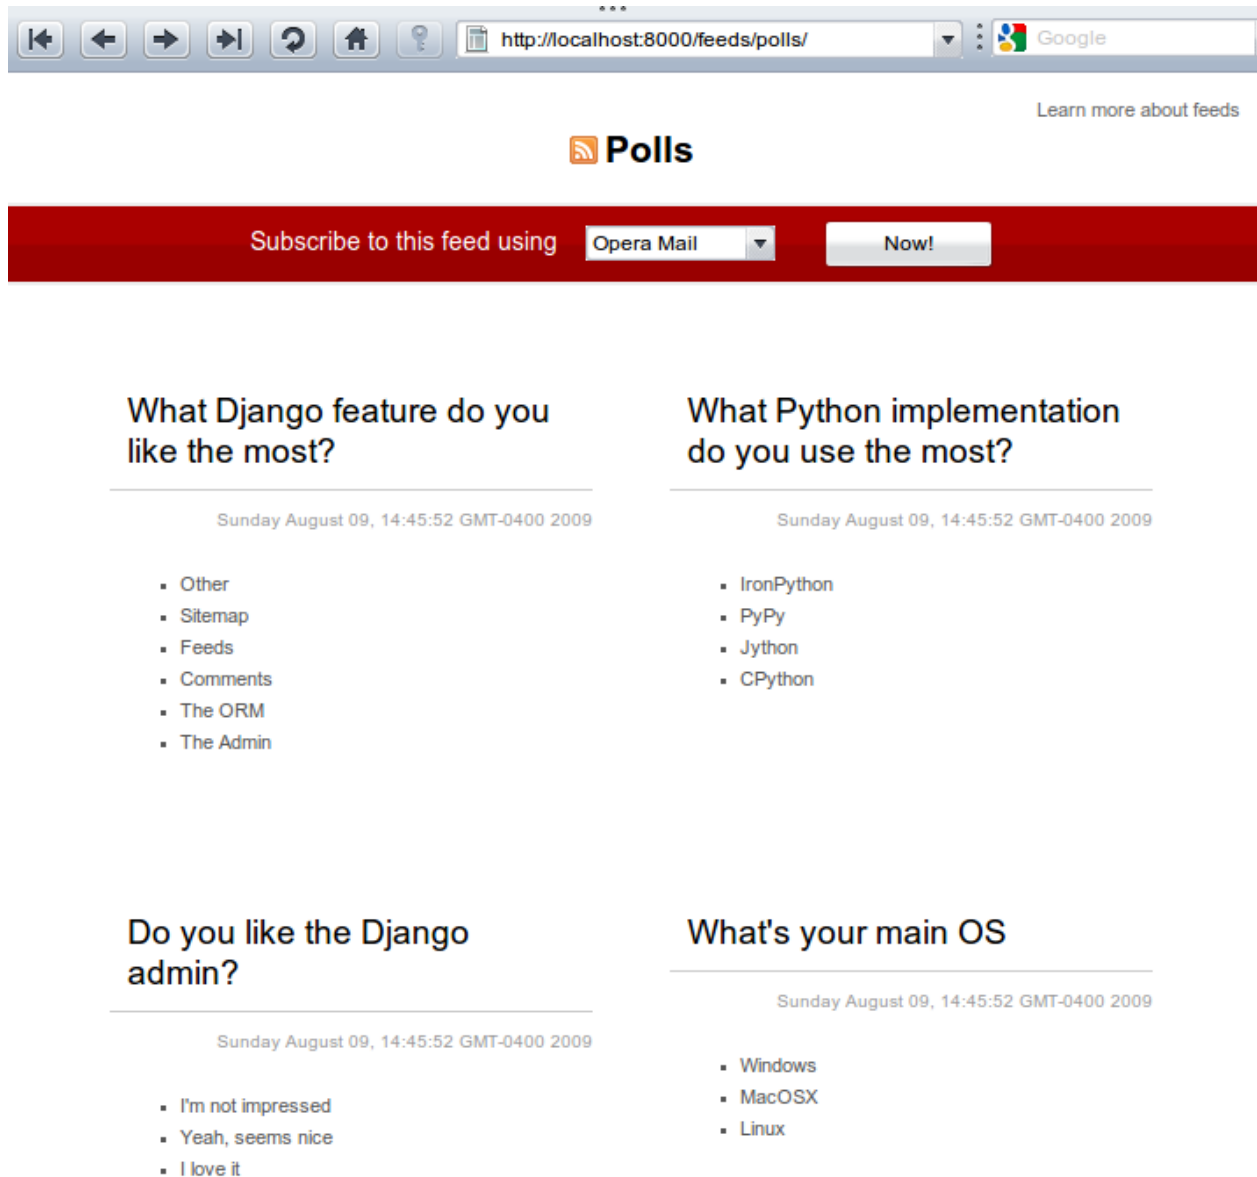 http://localhost:8000/feeds/polls/
Google
Learn more about feeds
Polls
Subscribe to this feed using
Opera Mail
Now!
What Django feature do you
like the most?
Sunday August 09, 14:45:52 GMT-0400 2009
Other
Sitemap
Feeds
Comments
The ORM
The Admin
What Python implementation
do you use the most?
Sunday August 09, 14:45:52 GMT-0400 2009
IronPython
PyPy
Jython
CPython
Do you like the Django
admin?
Sunday August 09, 14:45:52 GMT-0400 2009
I'm not impressed
Yeah, seems nice
I love it
What's your main OS
Sunday August 09, 14:45:52 GMT-0400 2009
Windows
MacOSX
Linux